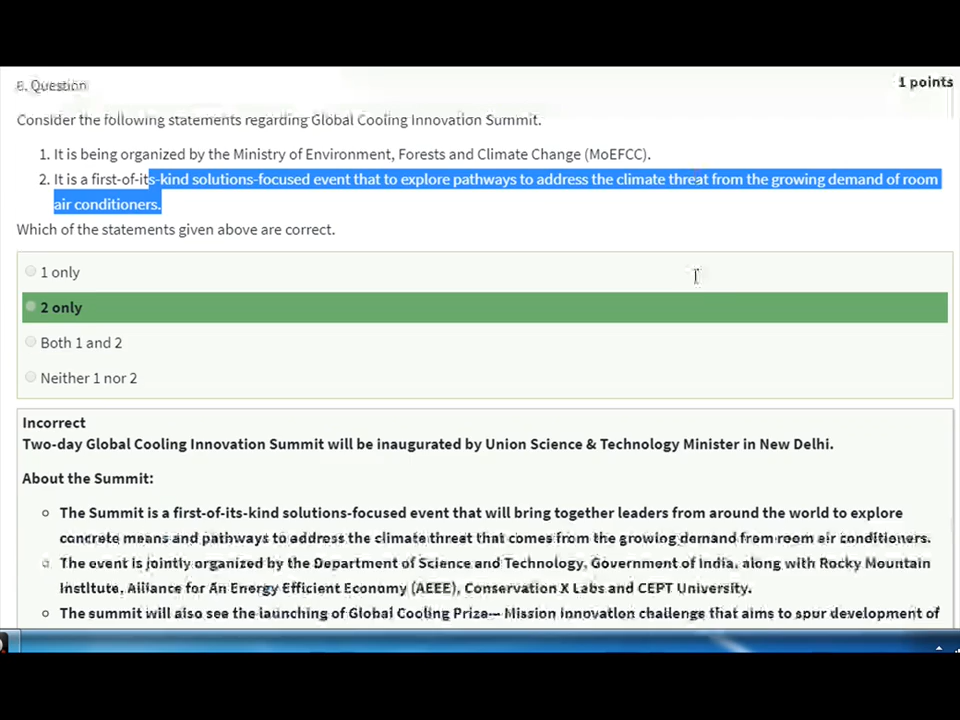 Question
1 points
Consider the following statements regarding Global Cooling Innovation Summit.
1. It is being organized by the Ministry of Environment, Forests and Climate Change (MoEFCC).
2. It is a first-of-its-kind solutions-focused event that to explore pathways to address the climate threat from the growing demand of room
air conditioners.
Which of the statements given above are correct.
1 only
2 only
Both 1 and 2
Neither 1 nor 2
Incorrect
Two-day Global Cooling Innovation Summit will be inaugurated by Union Science & Technology Minister in New Delhi.
About the Summit:
The Summit is a first-of-its-kind solutions-focused event that will bring together leaders from around the world to explore
concrete means and pathways to address the climate threat that comes from the growing demand from room air conditioners.
The event is jointly organized by the Department of Science and Technology, Government of India, along with Rocky Mountain
Institute, Alliance for An Energy Efficient Economy (AEEE), Conservation X Labs and CEPT University.
The summit will also see the launching of Global Cooling Prize— Mission Innovation challenge that aims to spur development of